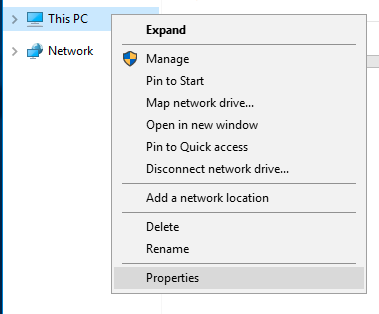 This PC
Network
Expand
Manage
Pin to Start
Map network drive...
Open in new window
Pin to Quick access
Disconnect network drive...
Add a network location
Delete
Rename
Properties